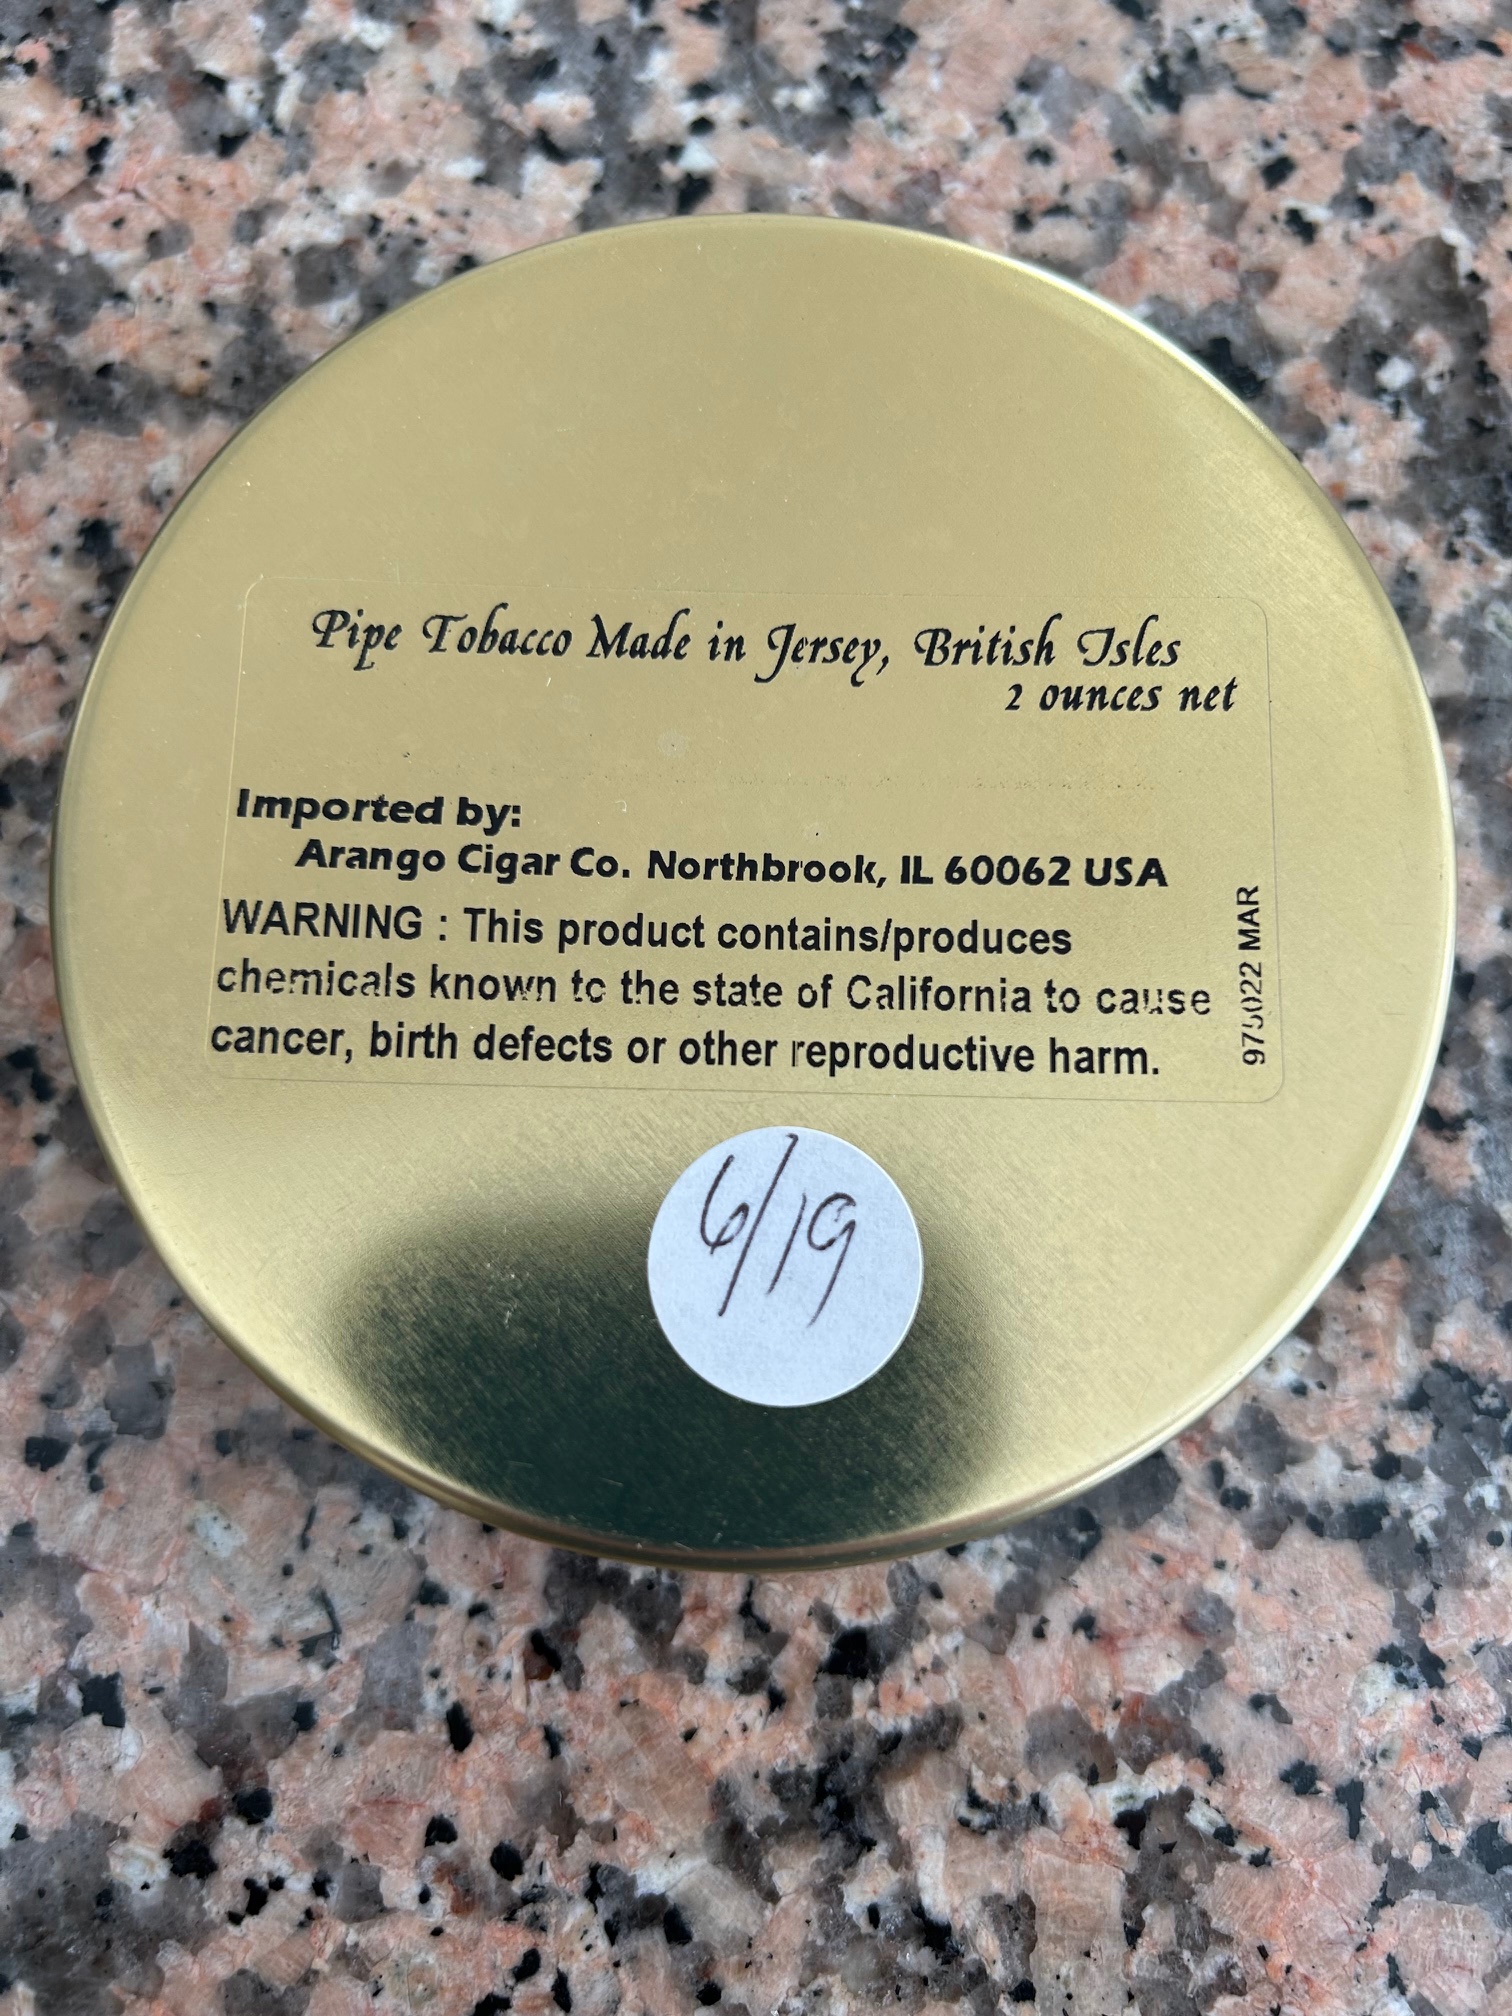 Pipe Tobacco Made in Jersey, British Isles
2 ounces net
Imported by:
Arango Cigar Co. Northbrook, IL 60062 USA
WARNING : This product contains/produces
chemicals known to the state of California to cause
cancer, birth defects or other reproductive harm.
975022 MAR
6/19